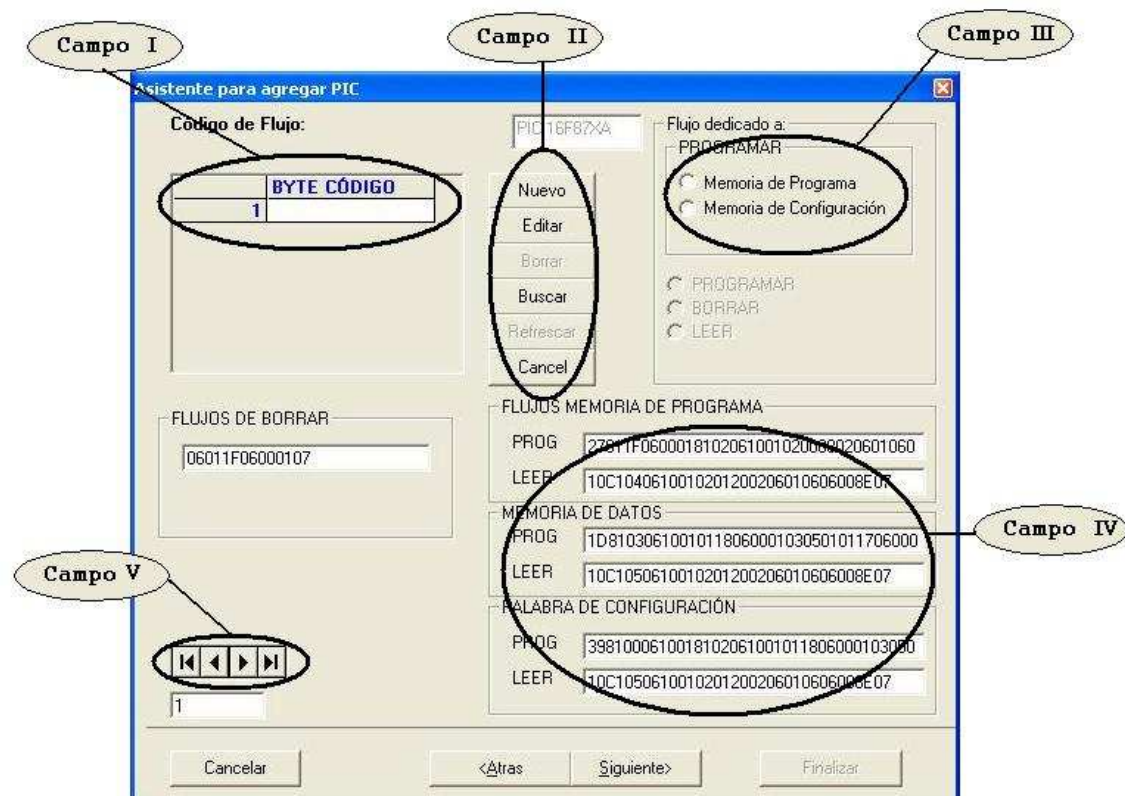 Campo I
Campo II
Campo III
Asistente para agregar PIC
Código de Flujo:
PIC16F87XA
Flujo dedicado a:
PROGRAMAR
Memoria de Programa
Memoria de Configuración
BYTE CÓDIGO
1
Nuevo
Editar
Borrar
Buscar
Refrescar
Cancel
PROGRAMAR
BORRAR
LEER
FLUJOS DE BORRAR
06011F06000107
FLUJOS MEMORIA DE PROGRAMA
PROG
LEER 10C1040610010201200206010606008E07
MEMORIA DE DATOS
PROG 1D81030610010118060001030501011706000
LEER 10C1050610010201200206010606008E07
Campo IV
PALABRA DE CONFIGURACIÓN
PROG
LEER 10C1050610010201200206010606008E07
Campo V
1
Cancelar
<Atras
Siguiente>
Finalizar